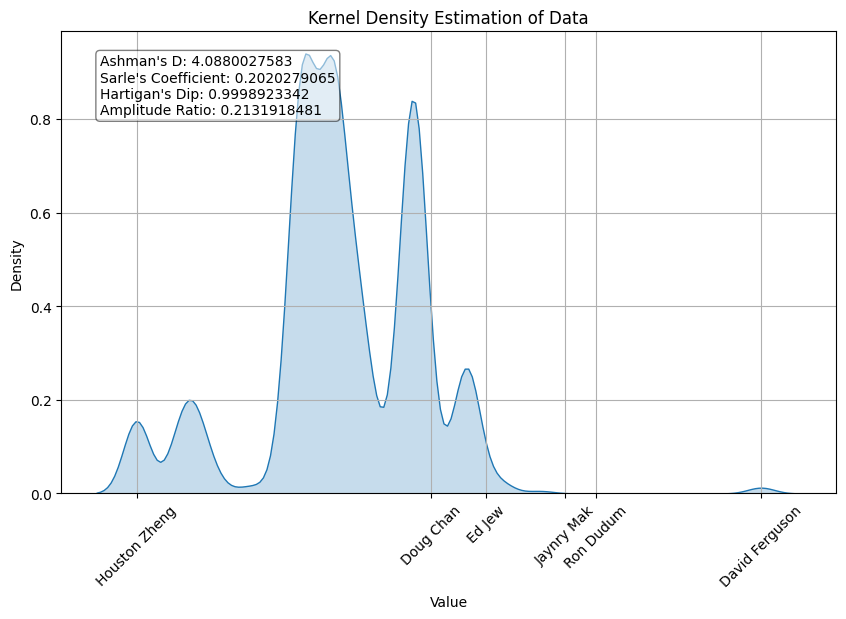 Kernel Density Estimation of Data
Ashman's D: 4.0880027583
Sarle's Coefficient: 0.2020279065
Hartigan's Dip: 0.9998923342
Amplitude Ratio: 0.2131918481
Density
0.8
0.6
0.4
0.2
0.0
Houston Zheng
Doug Chan
Ed Jew
Jaynry Mak
Ron Dudum
David Ferguson
Value